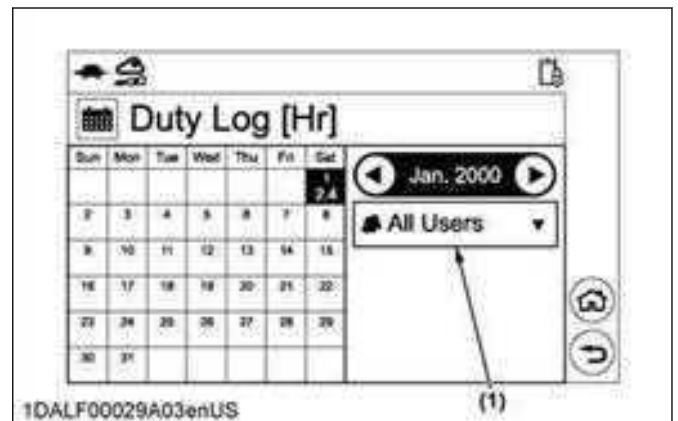 Duty Log [Hr]
Sun Mon Tue Wed Thu Fri Sat
1
2.4
2 3 4 5 6 7 8
9 10 11 12 13 14 15
16 17 18 19 20 21 22
23 24 25 26 27 28 29
30 31
Jan. 2000
All Users
(1)
1DALF00029A03enUS